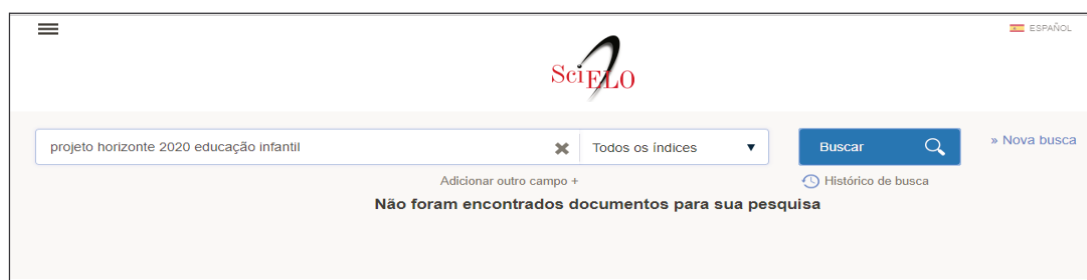 ESPAÑOL
SciELO
projeto horizonte 2020 educação infantil
Todos os índices
Buscar
» Nova busca
Adicionar outro campo +
Histórico de busca
Não foram encontrados documentos para sua pesquisa